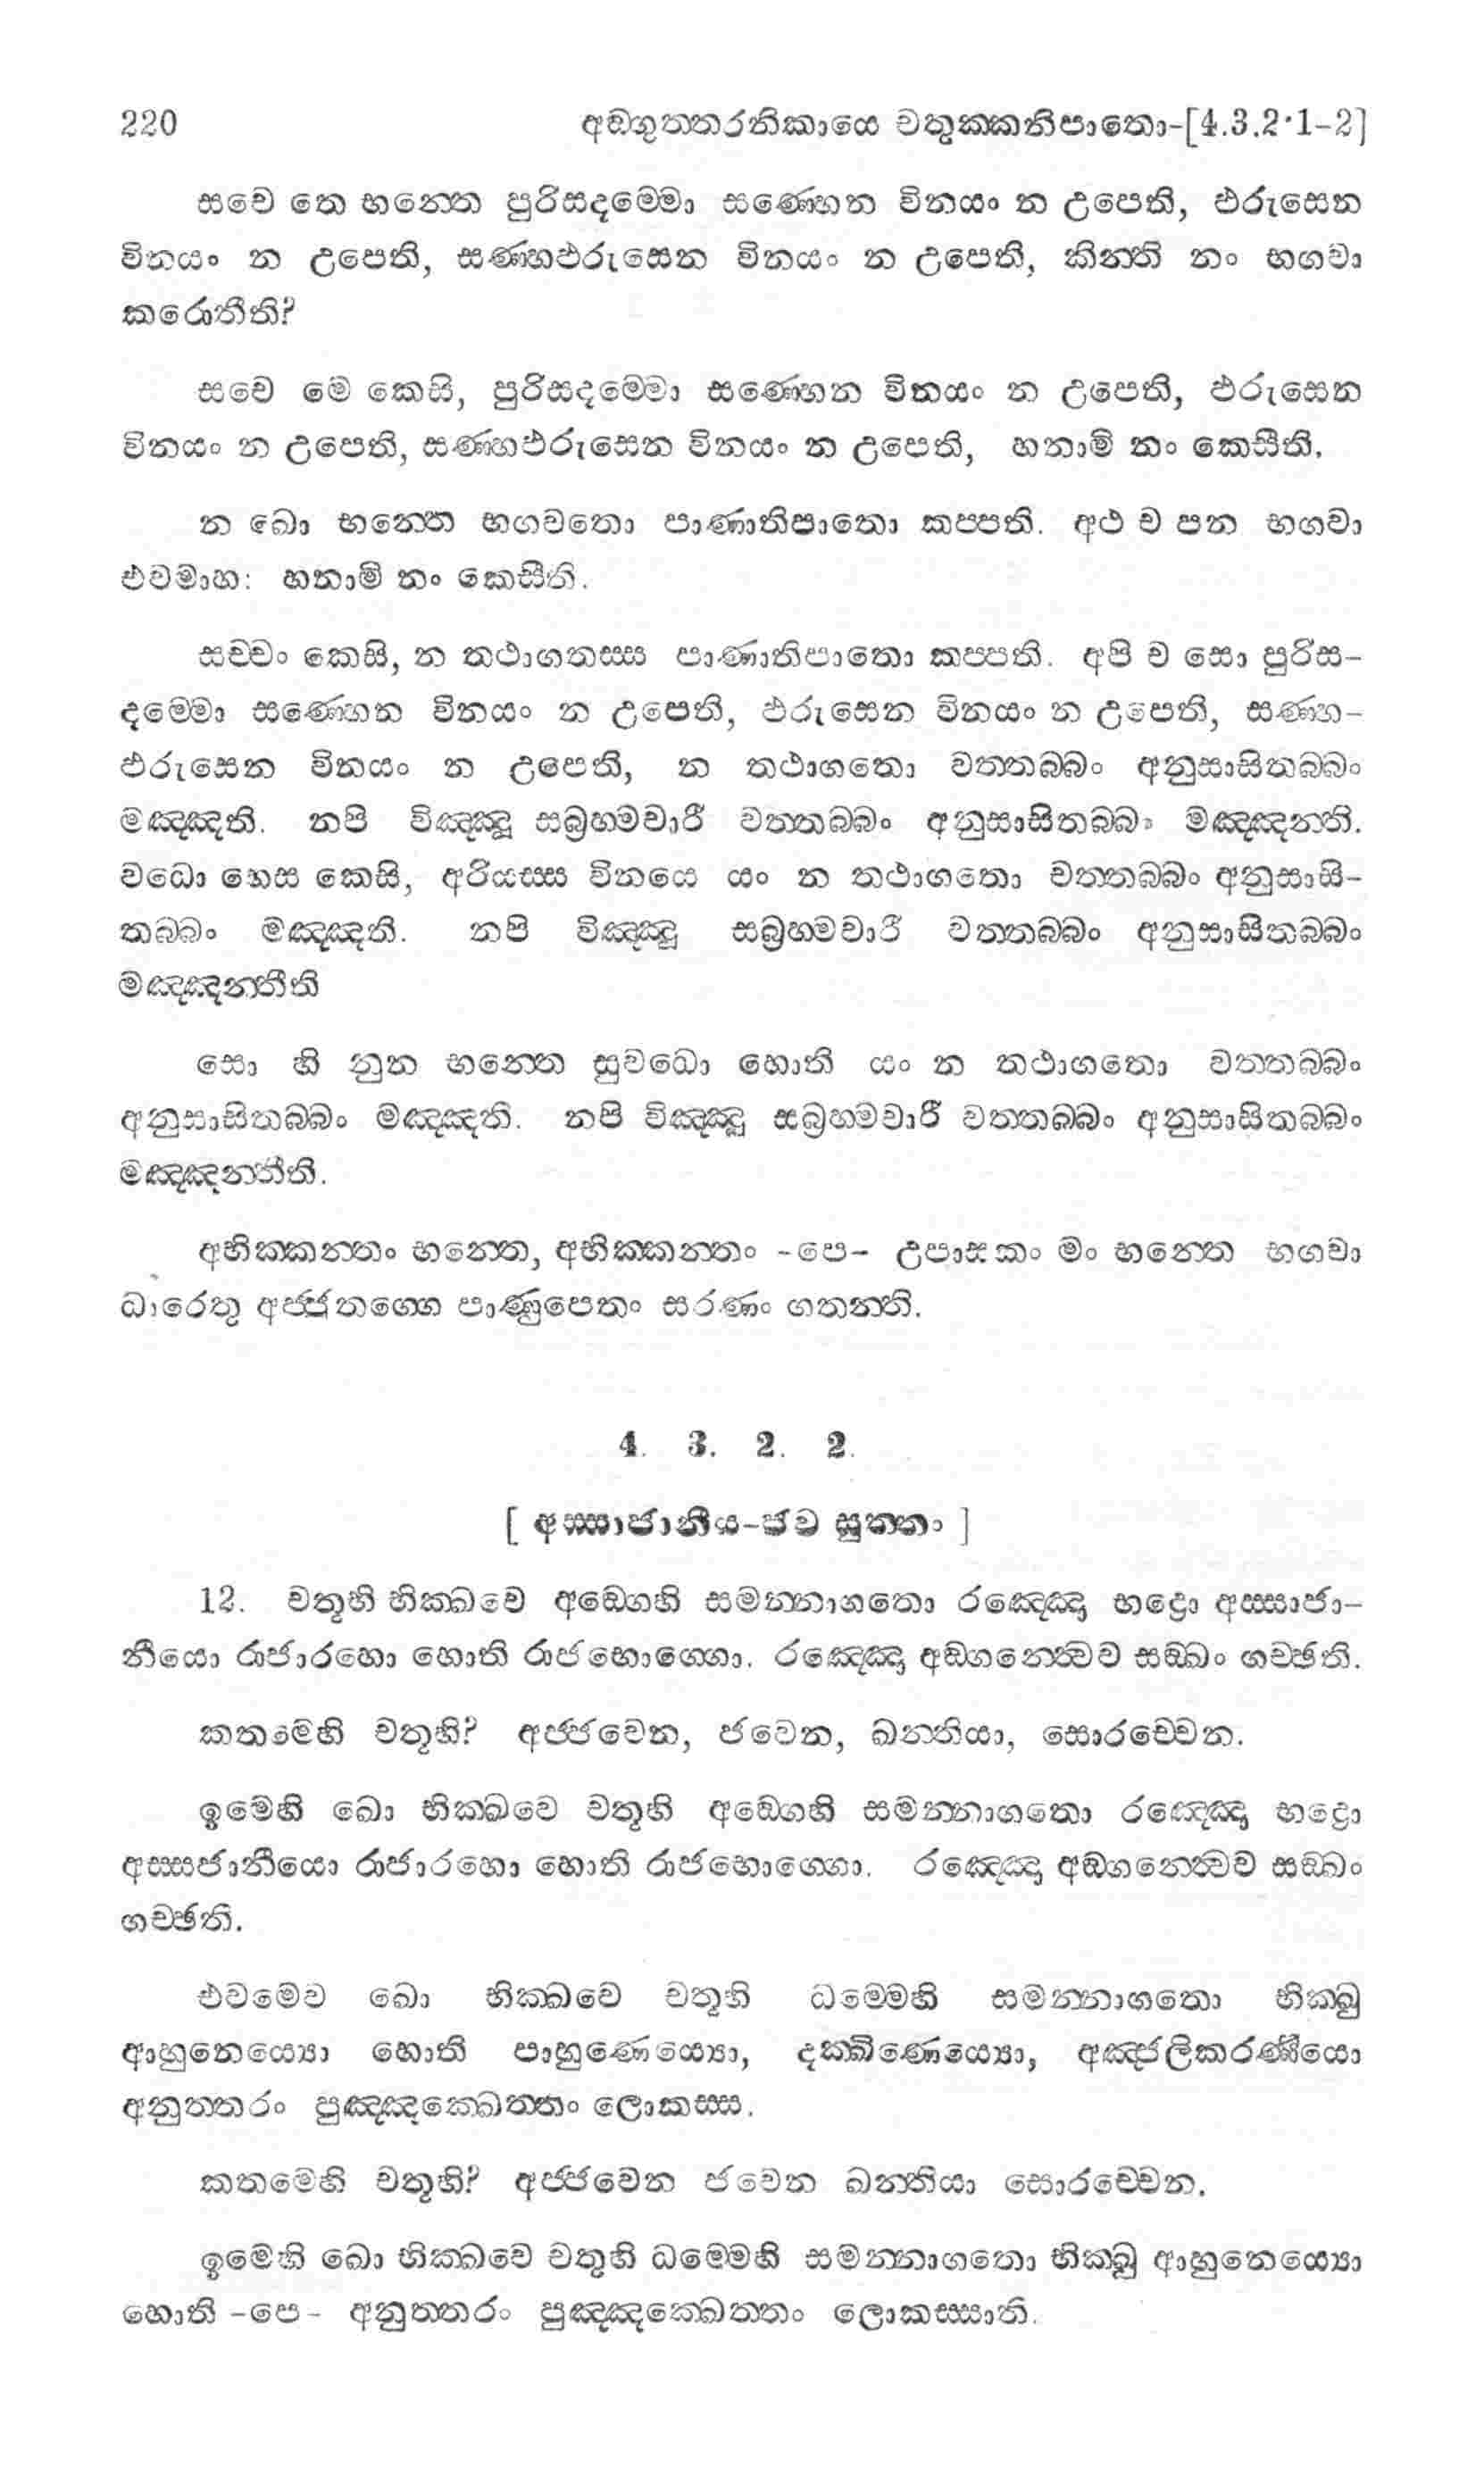 220 අඞ්ගුත්තරනිකායෙ චතුක්කනිපාතො-[4.3.2·1-2]
සචෙ තෙ භන්තෙ පුරිසදම්මො සණ්හෙන විනයං න උපෙති, ඵරුසෙන
විනයං න උපෙති, සණ්හඵරුසෙන විනයං න උපෙති, කින්ති නං භගවා
කරොතීති?
සචෙ මෙ කෙසි, පුරිසදම්මො සණ්හෙන විනයං න උපෙති, ඵරුසෙන
විනයං න උපෙති, සණ්හඵරුසෙන විනයං න උපෙති, හනාමි නං කෙසීති.
න ඛො භන්තෙ භගවතො පාණාතිපාතො කප්පති. අථ ච පන භගවා
එවමාහ: හනාමි නං කෙසීති.
සච්චං කෙසි, න තථාගතස්ස පාණාතිපාතො කප්පති. අපි ච සො පුරිස-
දම්මො සණ්හෙන විනයං න උපෙති, ඵරුසෙන විනයං න උපෙති, සණ්හ-
ඵරුසෙන විනයං න උපෙති, න තථාගතො වත්තබ්බං අනුසාසිතබ්බං
මඤ්ඤති. නපි විඤ්ඤූ සබ්‍රහ්මචාරී වත්තබ්බං අනුසාසිතබ්බං මඤ්ඤන්ති.
වධො හෙස කෙසි, අරියස්ස විනයෙ යං න තථාගතො වත්තබ්බං අනුසාසි-
තබ්බං මඤ්ඤති. නපි විඤ්ඤූ සබ්‍රහ්මචාරී වත්තබ්බං අනුසාසිතබ්බං
මඤ්ඤන්තීති
සො හි නුන භන්තෙ සුවධො හොති යං න තථාගතො වත්තබ්බං
අනුසාසිතබ්බං මඤ්ඤති. නපි විඤ්ඤූ සබ්‍රහ්මචාරී වත්තබ්බං අනුසාසිතබ්බං
මඤ්ඤන්තීති.
අභික්කන්තං භන්තෙ, අභික්කන්තං -පෙ- උපාසකං මං භන්තෙ භගවා
ධාරෙතු අජ්ජතග්ගෙ පාණුපෙතං සරණං ගතන්ති.
4. 3. 2. 2.
[ අස්සාජානීය-ජව සුත්තං ]
12. චතූහි භික්ඛවෙ අඞ්ගෙහි සමන්නාගතො රඤ්ඤො භද්‍රො අස්සාජා-
නීයො රාජාරහො හොති රාජභොග්ගො. රඤ්ඤො අඞ්ගන්ත්වෙව සඞ්ඛං ගච්ඡති.
කතමෙහි චතූහි? අජ්ජවෙන, ජවෙන, ඛන්තියා, සොරච්චෙන.
ඉමෙහි ඛො භික්ඛවෙ චතූහි අඞ්ගෙහි සමන්නාගතො රඤ්ඤො භද්‍රො
අස්සජානීයො රාජාරහො හොති රාජභොග්ගො. රඤ්ඤො අඞ්ගන්ත්වෙව සඞ්ඛං
ගච්ඡති.
එවමෙව ඛො භික්ඛවෙ චතූහි ධම්මෙහි සමන්නාගතො භික්ඛු
ආහුනෙය්‍යො හොති පාහුණෙය්‍යො, දක්ඛිණෙය්‍යො, අඤ්ජලිකරණීයො
අනුත්තරං පුඤ්ඤක්ඛෙත්තං ලොකස්ස.
කතමෙහි චතූහි? අජ්ජවෙන ජවෙන ඛන්තියා සොරච්චෙන.
ඉමෙහි ඛො භික්ඛවෙ චතූහි ධම්මෙහි සමන්නාගතො භික්ඛු ආහුනෙය්‍යො
හොති -පෙ- අනුත්තරං පුඤ්ඤක්ඛෙත්තං ලොකස්සාති.